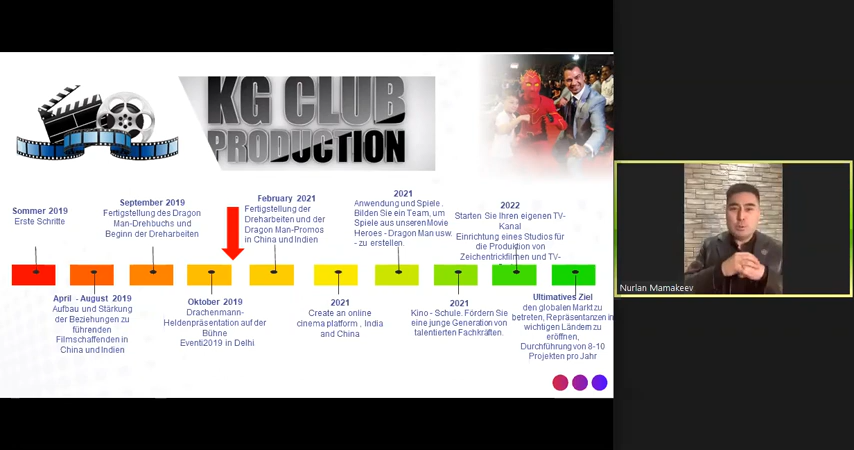 KG CLUB
PRODUCTION
Sommer 2019
Erste Schritte
September 2019
Fertigstellung des Dragon
Man-Drehbuchs und
Beginn der Dreharbeiten
February 2021
Fertigstellung der
Dreharbeiten und der
Dragon Man-Promos
in China und Indien
2021
Anwendung und Spiele.
Bilden Sie ein Team, um
Spiele aus unseren Movie
Heroes - Dragon Man usw.
- zu erstellen.
2022
Starten Sie Ihren eigenen TV-
Kanal
Einrichtung eines Studios für
die Produktion von
Zeichentrickfilmen und TV-
April - August 2019
Aufbau und Stärkung
der Beziehungen zu
führenden
Filmschaffenden in
China und Indien
Oktober 2019
Drachenmann-
Heldenpräsentation auf der
Bühne
Eventi2019 in Delhi
2021
Create an online
cinema platform , India
and China
2021
Kino - Schule. Fördern Sie
eine junge Generation von
talentierten Fachkräften.
Ultimatives Ziel
den globalen Markt zu
betreten, Repräsentanzen in
wichtigen Ländern zu
eröffnen,
Durchführung von 8-10
Projekten pro Jahr
Nurlan Mamakeev